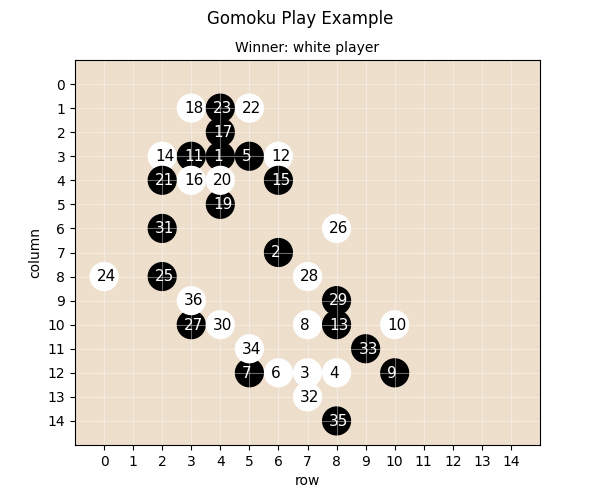 Gomoku Play Example
Winner: white player
0
1 18 23 22
2 17
3 14 11 1 5 12
4 21 16 20 15
5 19
6 31 26
7 2
8 24 25 28
9 36 29
10 27 30 8 13 10
11 34 33
12 7 6 3 4 9
13 32
14 35
column
0 1 2 3 4 5 6 7 8 9 10 11 12 13 14
row